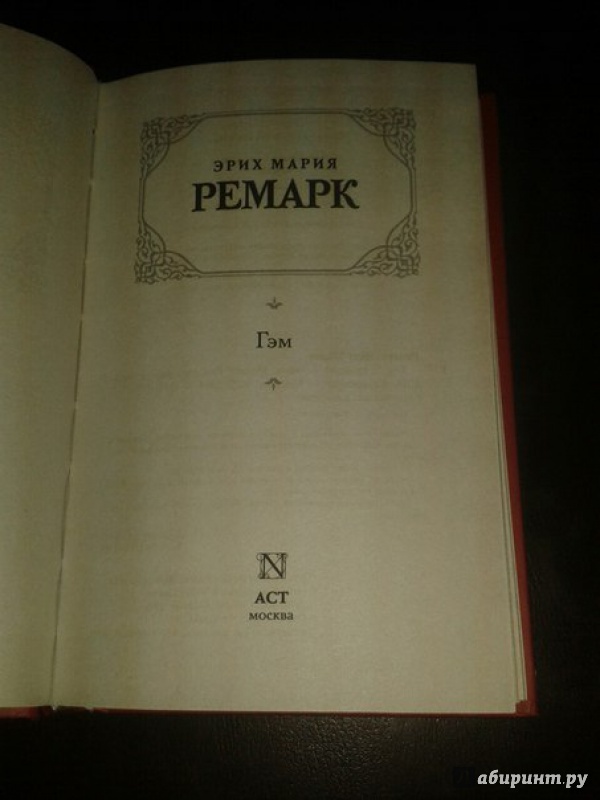 ЭРИХ МАРИЯ
РЕМАРК
Гэм
N
АСТ
МОСКВА
абиринт.ру